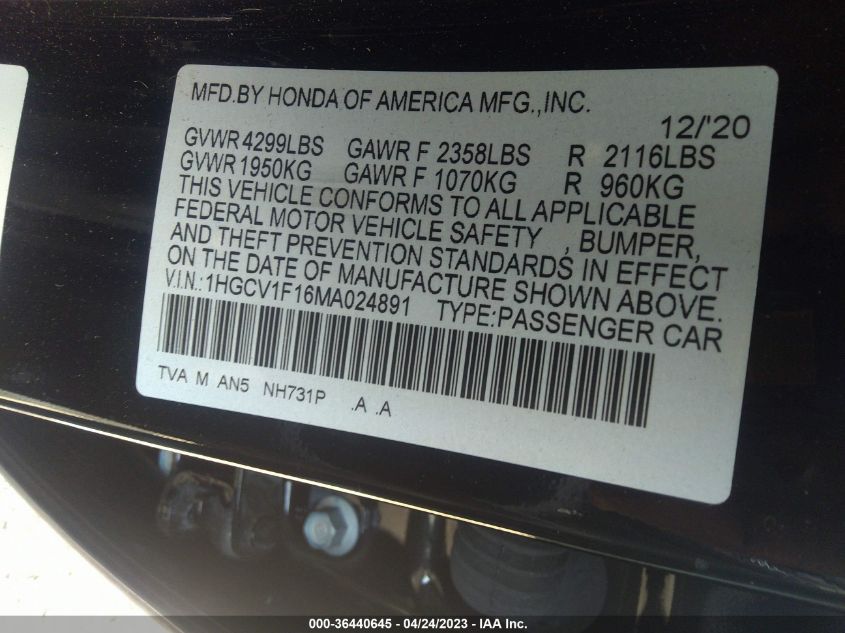 MFD.BY HONDA OF AMERICA MFG.,INC.
12/'20
GVWR 4299LBS GAWR F 2358LBS R 2116LBS
GVWR 1950KG GAWR F 1070KG R 960KG
THIS VEHICLE CONFORMS TO ALL APPLICABLE
FEDERAL MOTOR VEHICLE SAFETY , BUMPER,
AND THEFT PREVENTION STANDARDS IN EFFECT
ON THE DATE OF MANUFACTURE SHOWN ABOVE.
V.I.N.:1HGCV1F16MA024891 TYPE:PASSENGER CAR
TVA M AN5 NH731P .A .A
000-36440645 - 04/24/2023 - IAA Inc.